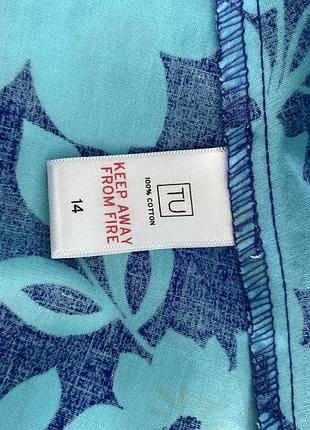 TU
100% COTTON
KEEP AWAY
FROM FIRE
14